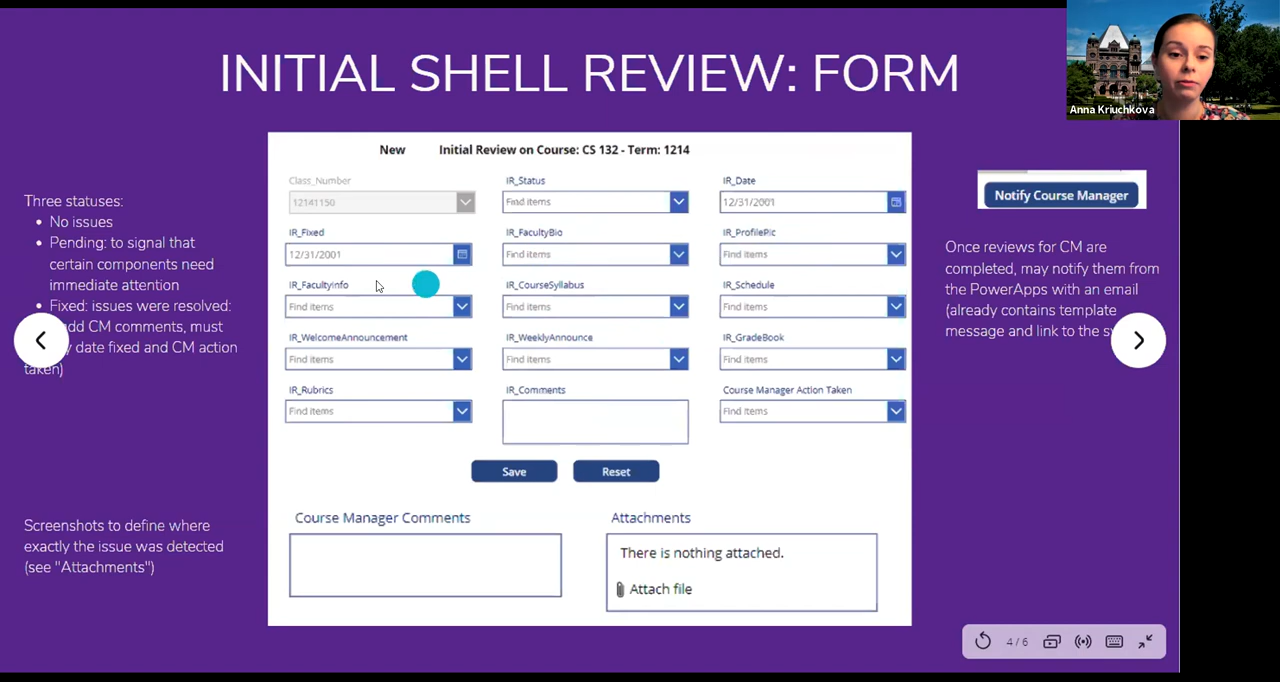 INITIAL SHELL REVIEW: FORM
Anna Kriuchkova
New Initial Review on Course: CS 132 - Term: 1214
Class_Number IR_Status IR_Date
12141150 Find items 12/31/2001
IR_Fixed IR_FacultyBio IR_ProfilePic
12/31/2001 Find items Find items
IR_FacultyInfo IR_CourseSyllabus IR_Schedule
Find items Find items Find items
IR_WelcomeAnnouncement IR_WeeklyAnnounce IR_GradeBook
Find items Find items Find items
IR_Rubrics IR_Comments Course Manager Action Taken
Find items Find items
Save Reset
Course Manager Comments Attachments
There is nothing attached.
Attach file
Three statuses:
No issues
Pending: to signal that
certain components need
immediate attention
Fixed: issues were resolved:
add CM comments, must
date fixed and CM action
taken)
Screenshots to define where
exactly the issue was detected
(see "Attachments")
Notify Course Manager
Once reviews for CM are
completed, may notify them from
the PowerApps with an email
(already contains template
message and link to the
4 / 6